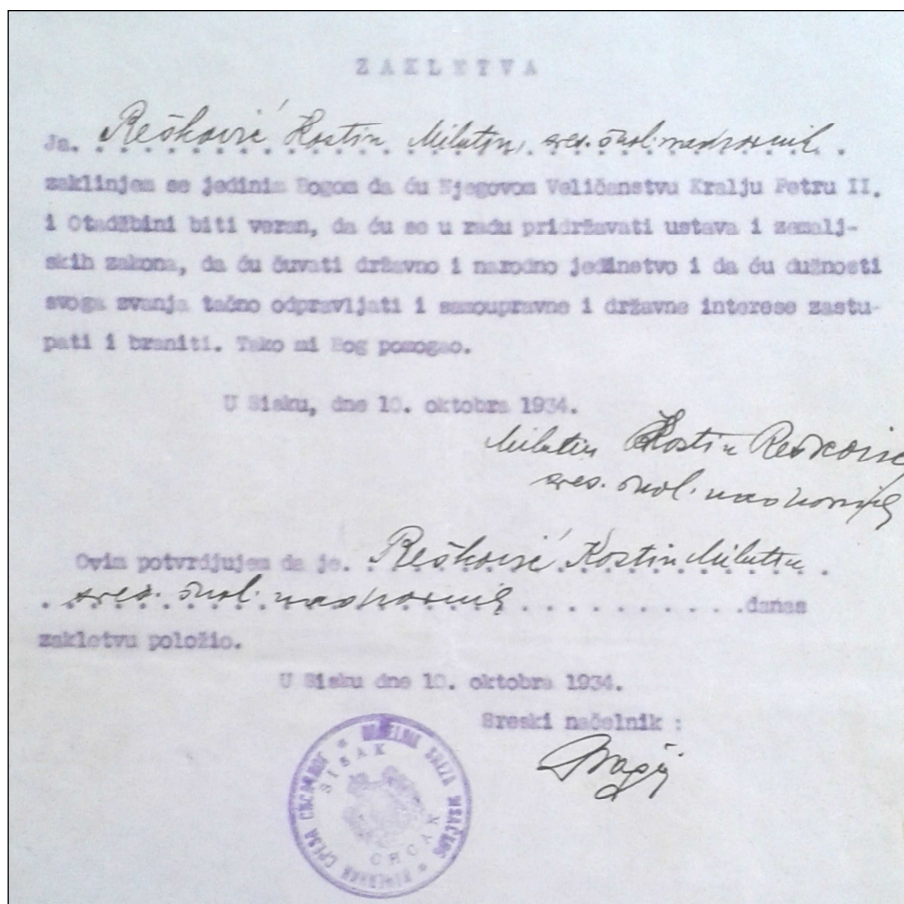 ZAKLETVA
Ja. Rešković Kostin Milutin, sres. škol. nadzornik
zaklinjem se jedinim Bogom da ću Njegovom Veličanstvu Kralju Petru II.
i Otadžbini biti veran, da ću se u radu pridržavati ustava i zemalj-
skih zakona, da ću čuvati državno i narodno jedinstvo i da ću dužnosti
svoga zvanja tačno odpravljati i samoupravne i državne interese zastu-
pati i braniti. Tako mi Bog pomogao.
U Sisku, dne 10. oktobra 1934.
Milutin Kostin Rešković
sres. škol. nadzornik
Ovim potvrdjujem da je. Rešković Kostin Milutin
sres. škol. nadzornik . . . . . . . . . . .danas
zakletvu položio.
U Sisku dne 10. oktobra 1934.
Sreski načelnik :
SISAK
СИСАК